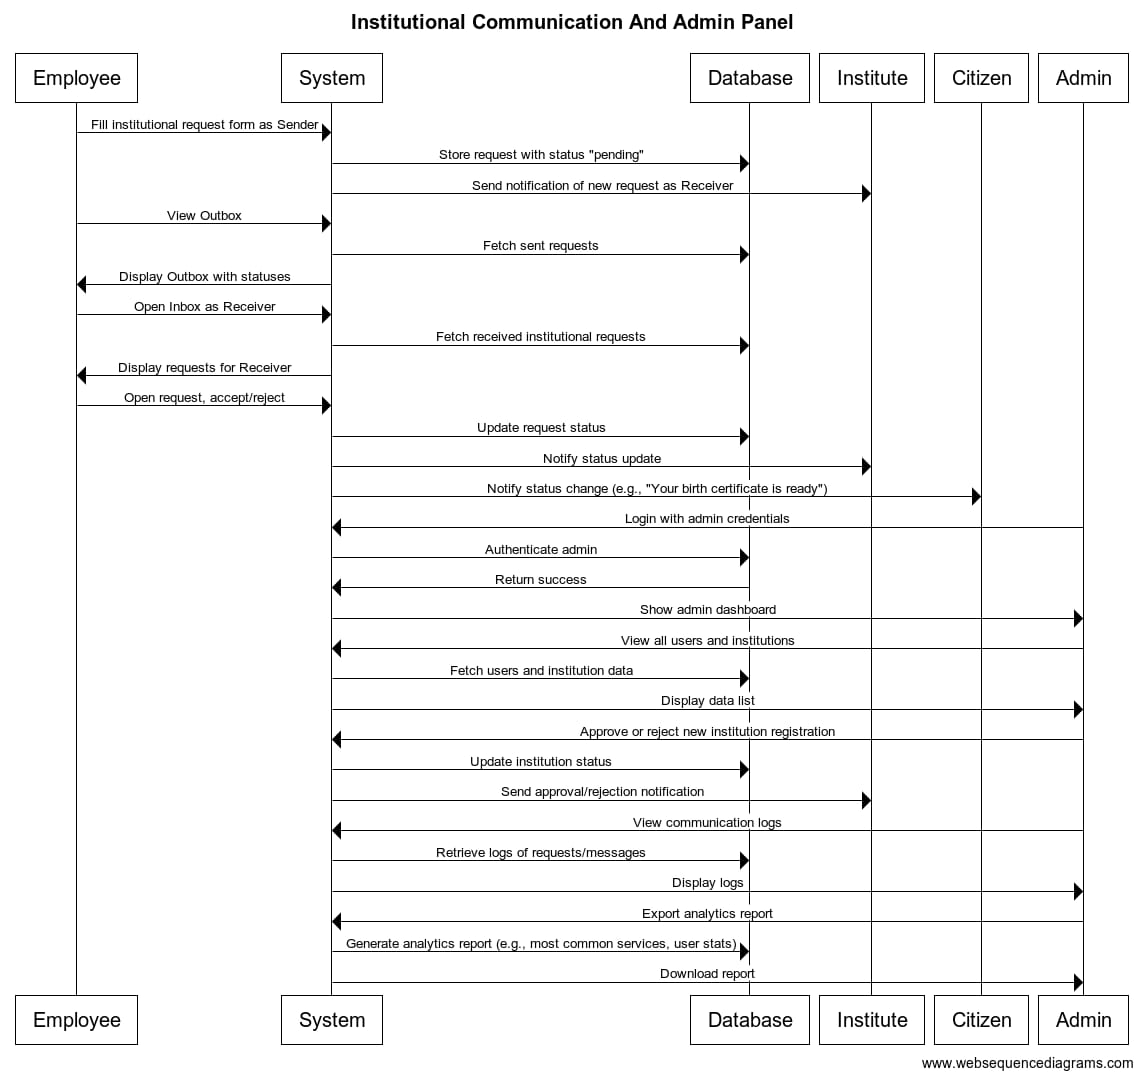 Institutional Communication And Admin Panel
Employee System Database Institute Citizen Admin
Fill institutional request form as Sender
Store request with status "pending"
Send notification of new request as Receiver
View Outbox
Fetch sent requests
Display Outbox with statuses
Open Inbox as Receiver
Fetch received institutional requests
Display requests for Receiver
Open request, accept/reject
Update request status
Notify status update
Notify status change (e.g., "Your birth certificate is ready")
Login with admin credentials
Authenticate admin
Return success
Show admin dashboard
View all users and institutions
Fetch users and institution data
Display data list
Approve or reject new institution registration
Update institution status
Send approval/rejection notification
View communication logs
Retrieve logs of requests/messages
Display logs
Export analytics report
Generate analytics report (e.g., most common services, user stats)
Download report
Employee System Database Institute Citizen Admin
www.websequencediagrams.com